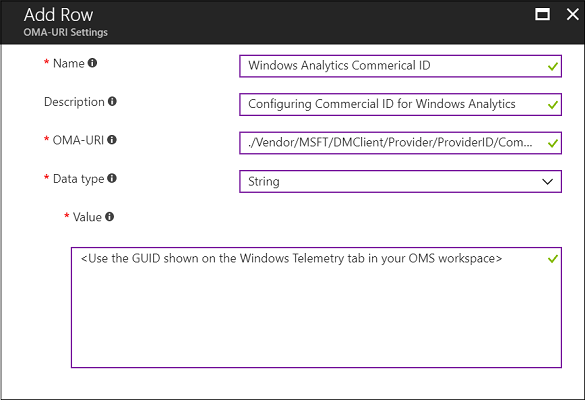 Add Row
OMA-URI Settings
* Name
Windows Analytics Commerical ID
Description
Configuring Commercial ID for Windows Analytics
* OMA-URI
./Vendor/MSFT/DMClient/Provider/ProviderID/Com...
* Data type
String
* Value
<Use the GUID shown on the Windows Telemetry tab in your OMS workspace>